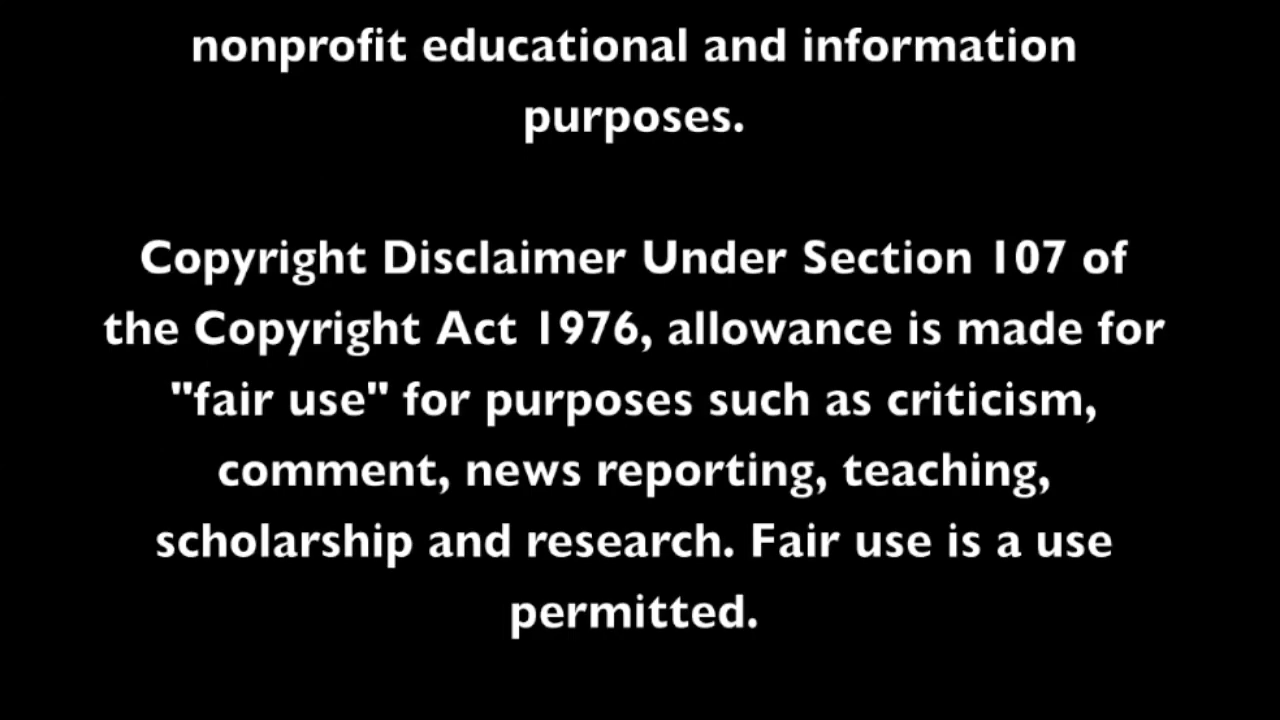 nonprofit educational and information
purposes.
Copyright Disclaimer Under Section 107 of
the Copyright Act 1976, allowance is made for
"fair use" for purposes such as criticism,
comment, news reporting, teaching,
scholarship and research. Fair use is a use
permitted.